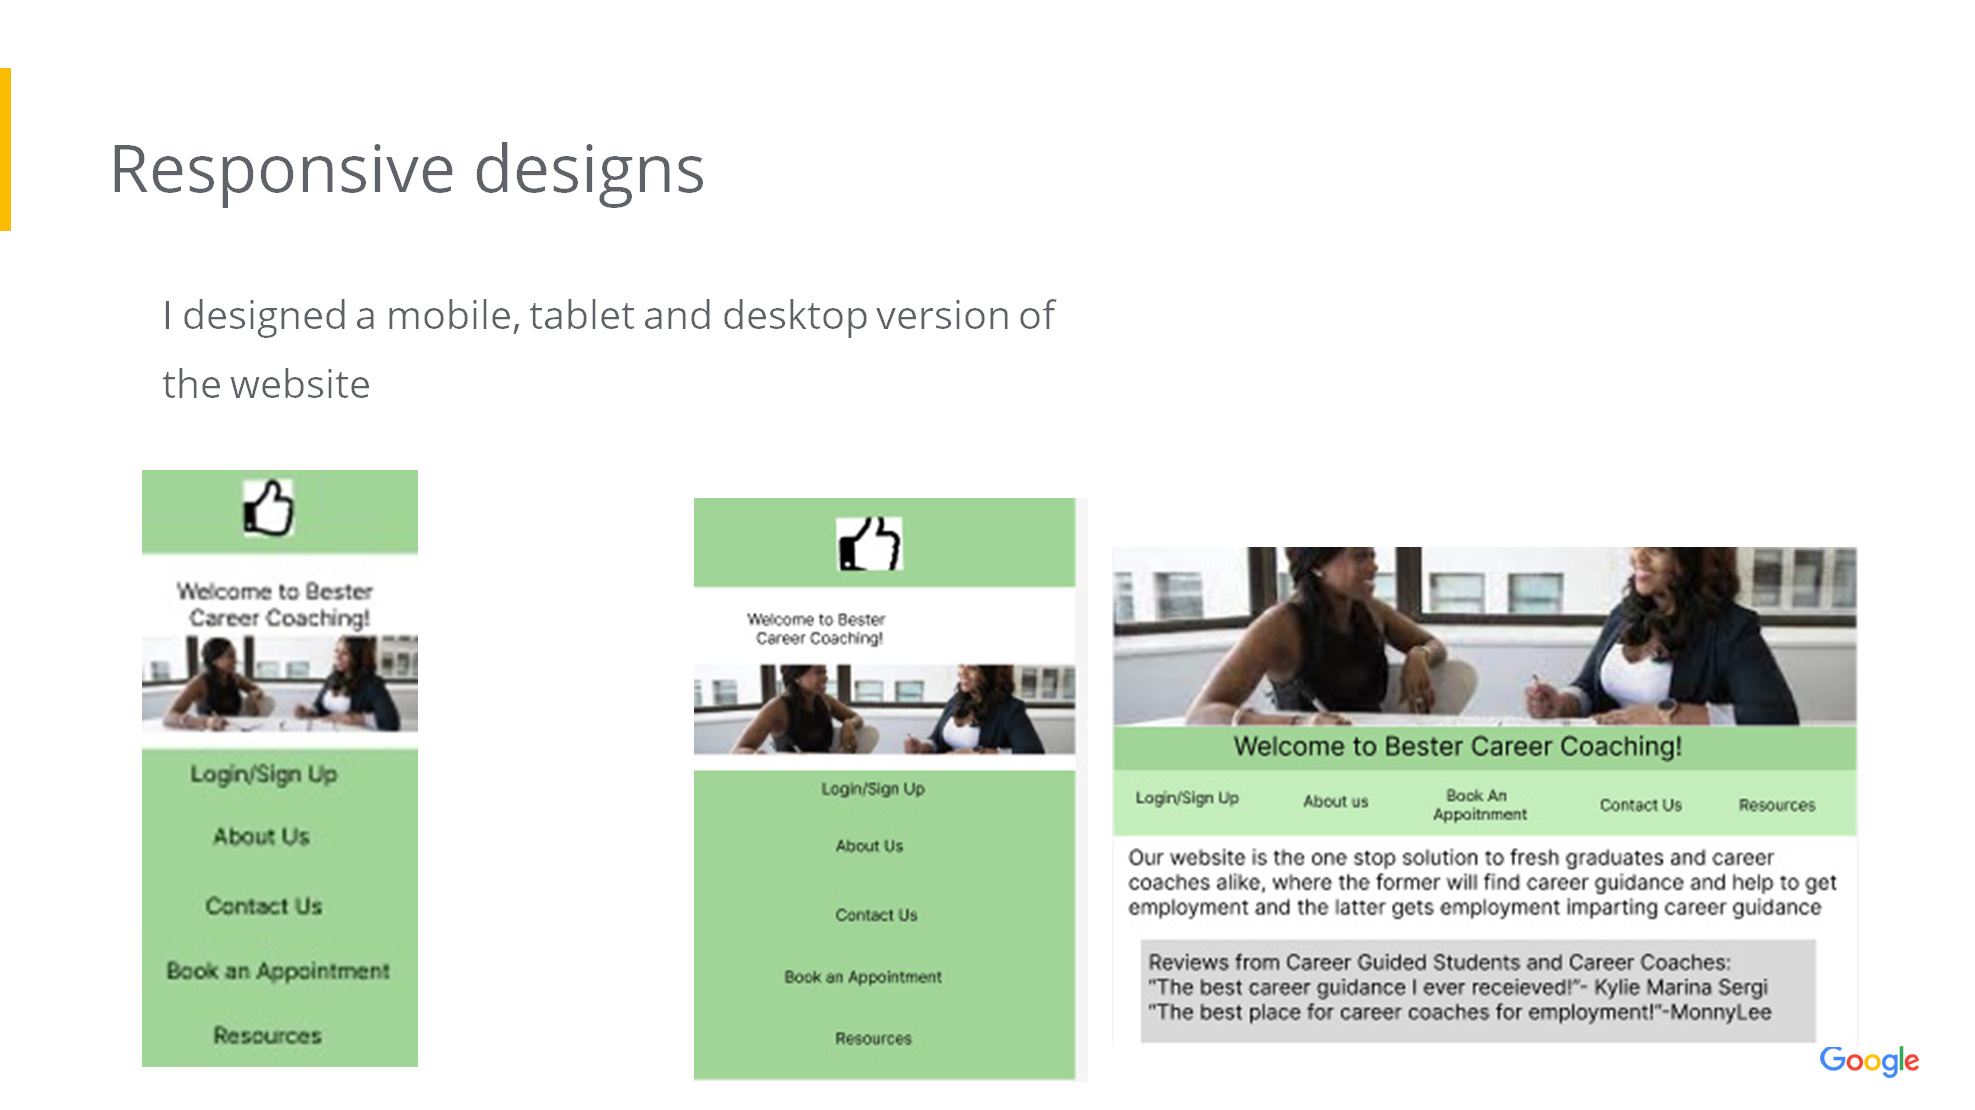 Responsive designs
I designed a mobile, tablet and desktop version of
the website
Welcome to Bester
Career Coaching!
Login/Sign Up
About Us
Contact Us
Book an Appointment
Resources
Welcome to Bester
Career Coaching!
Login/Sign Up
About Us
Contact Us
Book an Appointment
Resources
Welcome to Bester Career Coaching!
Login/Sign Up
About us
Book An
Appoitnment
Contact Us
Resources
Our website is the one stop solution to fresh graduates and career
coaches alike, where the former will find career guidance and help to get
employment and the latter gets employment imparting career guidance
Reviews from Career Guided Students and Career Coaches:
"The best career guidance I ever receieved!"- Kylie Marina Sergi
"The best place for career coaches for employment!"-MonnyLee
Google